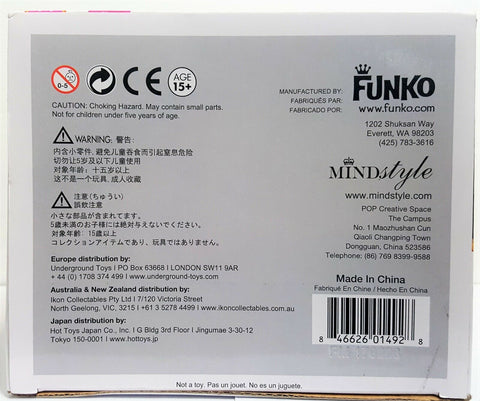 0-5
CE
AGE
15+
CAUTION: Choking Hazard. May contain small parts.
Not for children under five years of age.
WARNING: 警告:
内含小零件, 避免儿童吞食而引起窒息危险
切勿让5岁及以下儿童使用
对象年龄: 十五岁以上
这不是一个玩具, 成人收藏
注意(ちゅうい)
誤飲注意
小さな部品が含まれてます。
5歳未満のお子様には絶対与えないでください。
対象年齢: 15歳以上
コレクションアイテムであり、玩具ではありません。
Europe distribution by:
Underground Toys | PO Box 63668 | LONDON SW11 9AR
+ 44 (0) 1708 374 499 | www.underground-toys.com
Australia & New Zealand distribution by:
Ikon Collectables Pty Ltd | 7/120 Victoria Street
North Geelong, VIC, 3215 | +61 3 5278 4499 | www.ikoncollectables.com.au
Japan distribution by:
Hot Toys Japan Co., Inc. | G Bldg 3rd Floor | Jingumae 3-30-12
Tokyo 150-0001 | www.hottoys.jp
MANUFACTURED BY:
FABRIQUÉS PAR:
FABRICADO POR:
FUNKO
www.funko.com
1202 Shuksan Way
Everett, WA 98203
(425) 783-3616
MINDstyle
www.mindstyle.com
POP Creative Space
The Campus
No. 1 Maozhushan Cun
Qiaoli Changping Town
Dongguan, China 523586
Telephone: (86) 769 8399-9588
Made In China
Fabriqué En Chine / Hecho En China
8 46626 01492 8
Not a toy. Pas un jouet. No es un juguete.